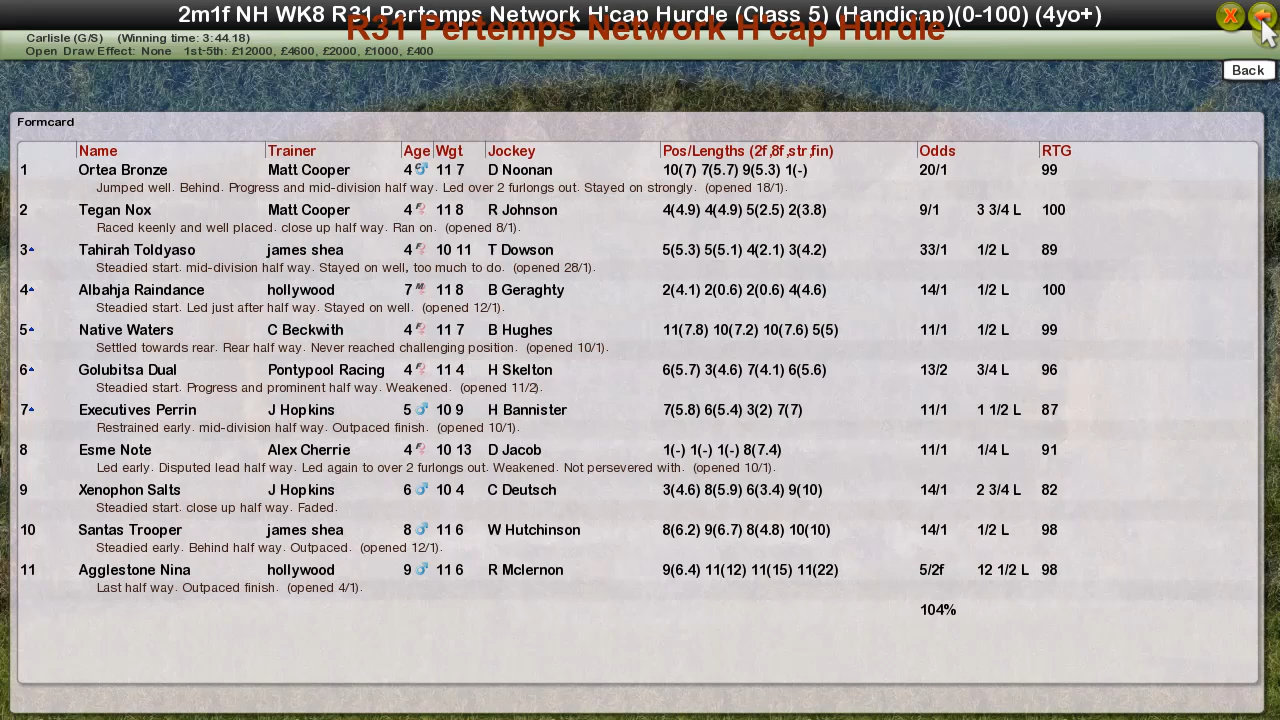 2m1f NH WK8 R31 Pertemps Network H'cap Hurdle (Class 5) (Handicap)(0-100) (4yo+)
R31 Pertemps Network H'cap Hurdle
Carlisle (G/S) (Winning time: 3:44.18)
Open Draw Effect: None 1st-5th: £12000, £4600, £2000, £1000, £400
X
Back
Formcard
Name Trainer Age Wgt Jockey Pos/Lengths (2f,8f,str,fin) Odds RTG
1 Ortea Bronze Matt Cooper 4 11 7 D Noonan 10(7) 7(5.7) 9(5.3) 1(-) 20/1 99
Jumped well. Behind. Progress and mid-division half way. Led over 2 furlongs out. Stayed on strongly. (opened 18/1).
2 Tegan Nox Matt Cooper 4 11 8 R Johnson 4(4.9) 4(4.9) 5(2.5) 2(3.8) 9/1 3 3/4 L 100
Raced keenly and well placed. close up half way. Ran on. (opened 8/1).
3 Tahirah Toldyaso james shea 4 10 11 T Dowson 5(5.3) 5(5.1) 4(2.1) 3(4.2) 33/1 1/2 L 89
Steadied start. mid-division half way. Stayed on well, too much to do. (opened 28/1).
4 Albahja Raindance hollywood 7 11 8 B Geraghty 2(4.1) 2(0.6) 2(0.6) 4(4.6) 14/1 1/2 L 100
Steadied start. Led just after half way. Stayed on well. (opened 12/1).
5 Native Waters C Beckwith 4 11 7 B Hughes 11(7.8) 10(7.2) 10(7.6) 5(5) 11/1 1/2 L 99
Settled towards rear. Rear half way. Never reached challenging position. (opened 10/1).
6 Golubitsa Dual Pontypool Racing 4 11 4 H Skelton 6(5.7) 3(4.6) 7(4.1) 6(5.6) 13/2 3/4 L 96
Steadied start. Progress and prominent half way. Weakened. (opened 11/2).
7 Executives Perrin J Hopkins 5 10 9 H Bannister 7(5.8) 6(5.4) 3(2) 7(7) 11/1 1 1/2 L 87
Restrained early. mid-division half way. Outpaced finish. (opened 10/1).
8 Esme Note Alex Cherrie 4 10 13 D Jacob 1(-) 1(-) 1(-) 8(7.4) 11/1 1/4 L 91
Led early. Disputed lead half way. Led again to over 2 furlongs out. Weakened. Not persevered with. (opened 10/1).
9 Xenophon Salts J Hopkins 6 10 4 C Deutsch 3(4.6) 8(5.9) 6(3.4) 9(10) 14/1 2 3/4 L 82
Steadied start. close up half way. Faded.
10 Santas Trooper james shea 8 11 6 W Hutchinson 8(6.2) 9(6.7) 8(4.8) 10(10) 14/1 1/2 L 98
Steadied early. Behind half way. Outpaced. (opened 12/1).
11 Agglestone Nina hollywood 9 11 6 R Mclernon 9(6.4) 11(12) 11(15) 11(22) 5/2f 12 1/2 L 98
Last half way. Outpaced finish. (opened 4/1).
104%